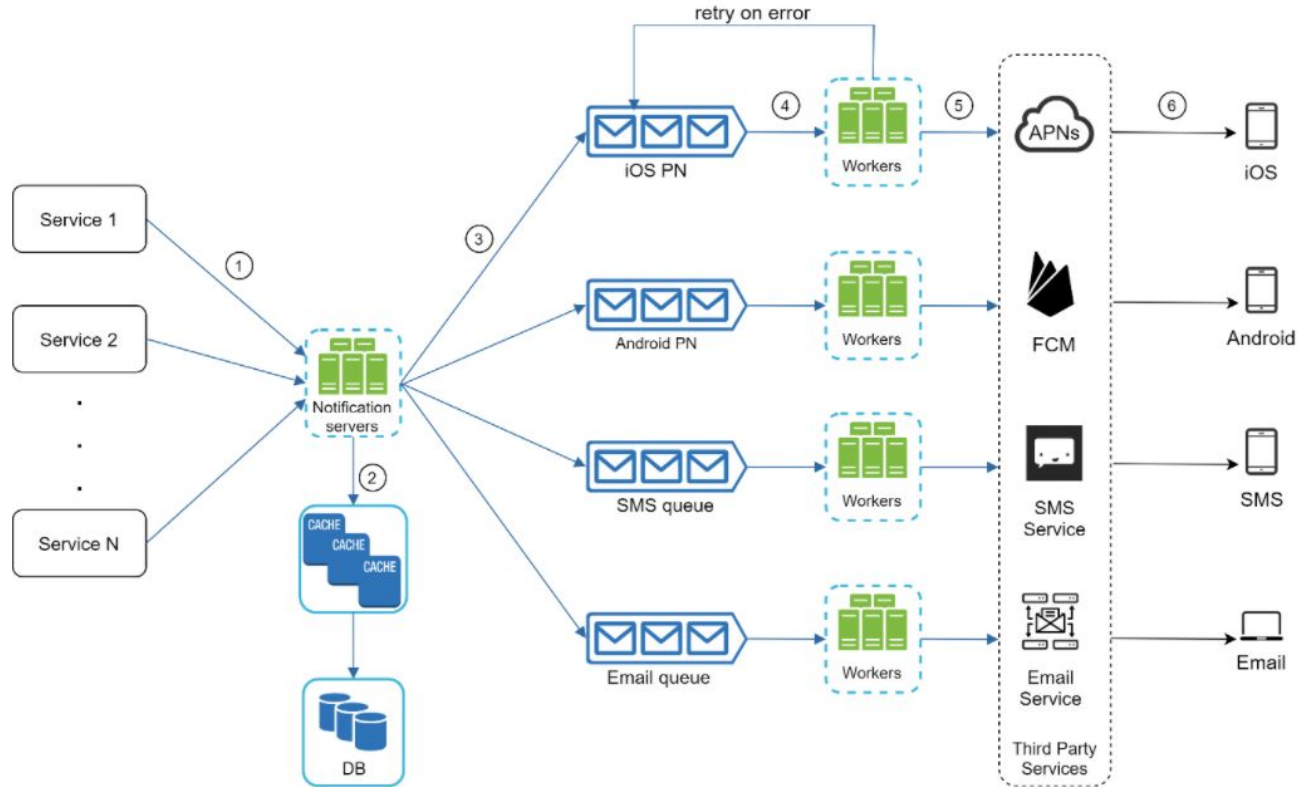 retry on error
4
5
6
APNs
iOS PN
Workers
iOS
Service 1
3
1
Service 2
Android PN
Workers
FCM
Android
Notification
servers
.
.
.
2
SMS queue
Workers
SMS
Service
SMS
Service N
CACHE
CACHE
CACHE
Email queue
Workers
Email
Service
Email
DB
Third Party
Services